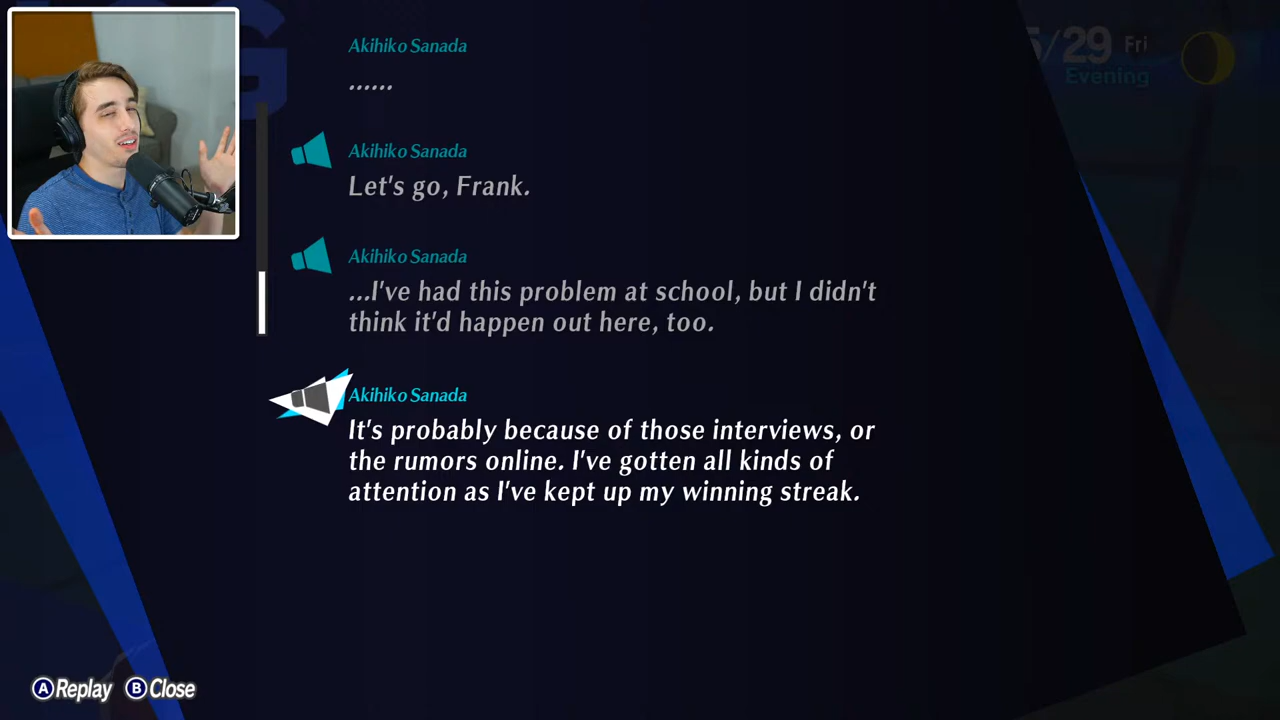 Akihiko Sanada
......
/29 Fri
Evening
Akihiko Sanada
Let's go, Frank.
Akihiko Sanada
...I've had this problem at school, but I didn't
think it'd happen out here, too.
Akihiko Sanada
It's probably because of those interviews, or
the rumors online. I've gotten all kinds of
attention as I've kept up my winning streak.
A Replay B Close